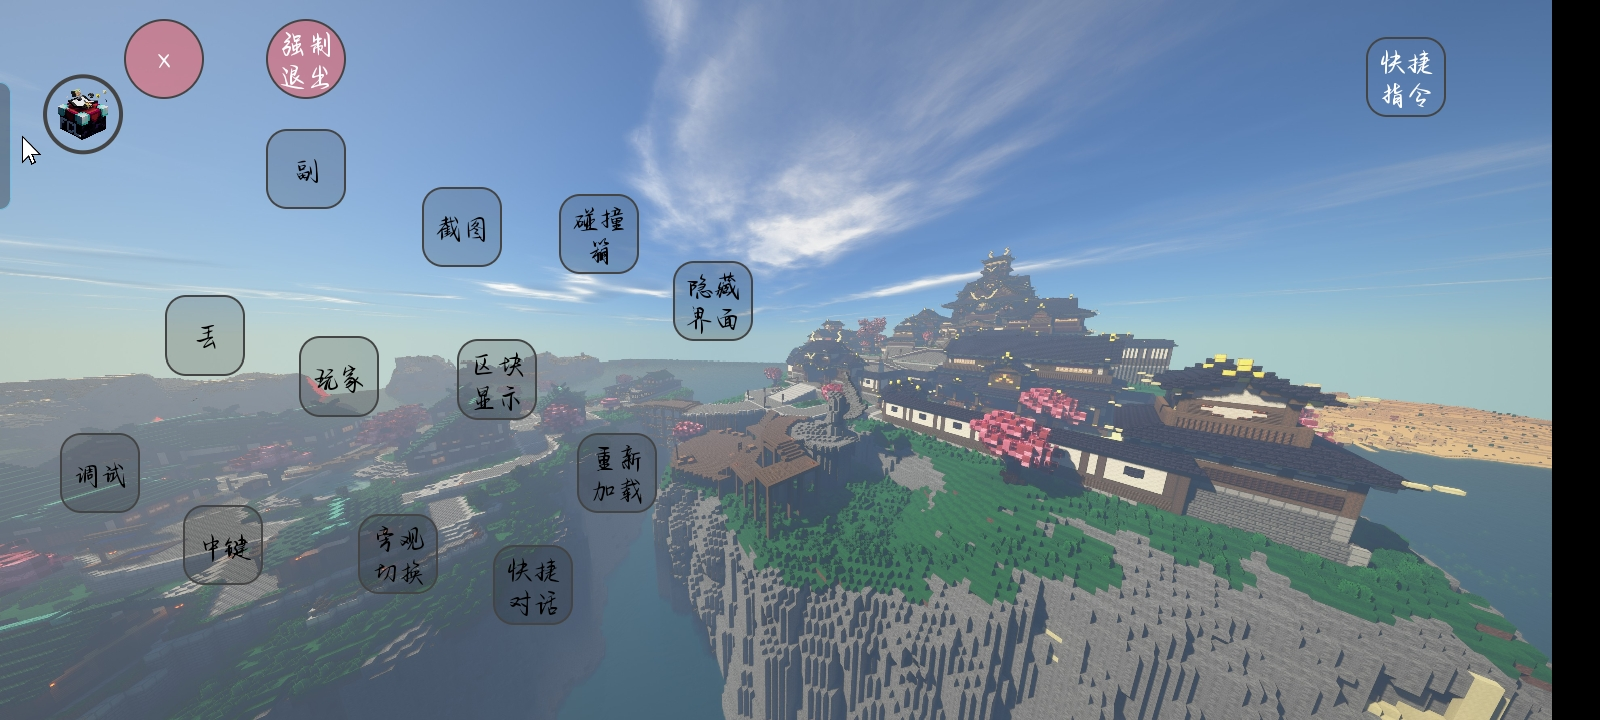 x
强制
退出
快捷
指令
副
截图
碰撞
箱
隐藏
界面
丢
玩家
区块
显示
调试
重新
加载
中键
旁观
切换
快捷
对话